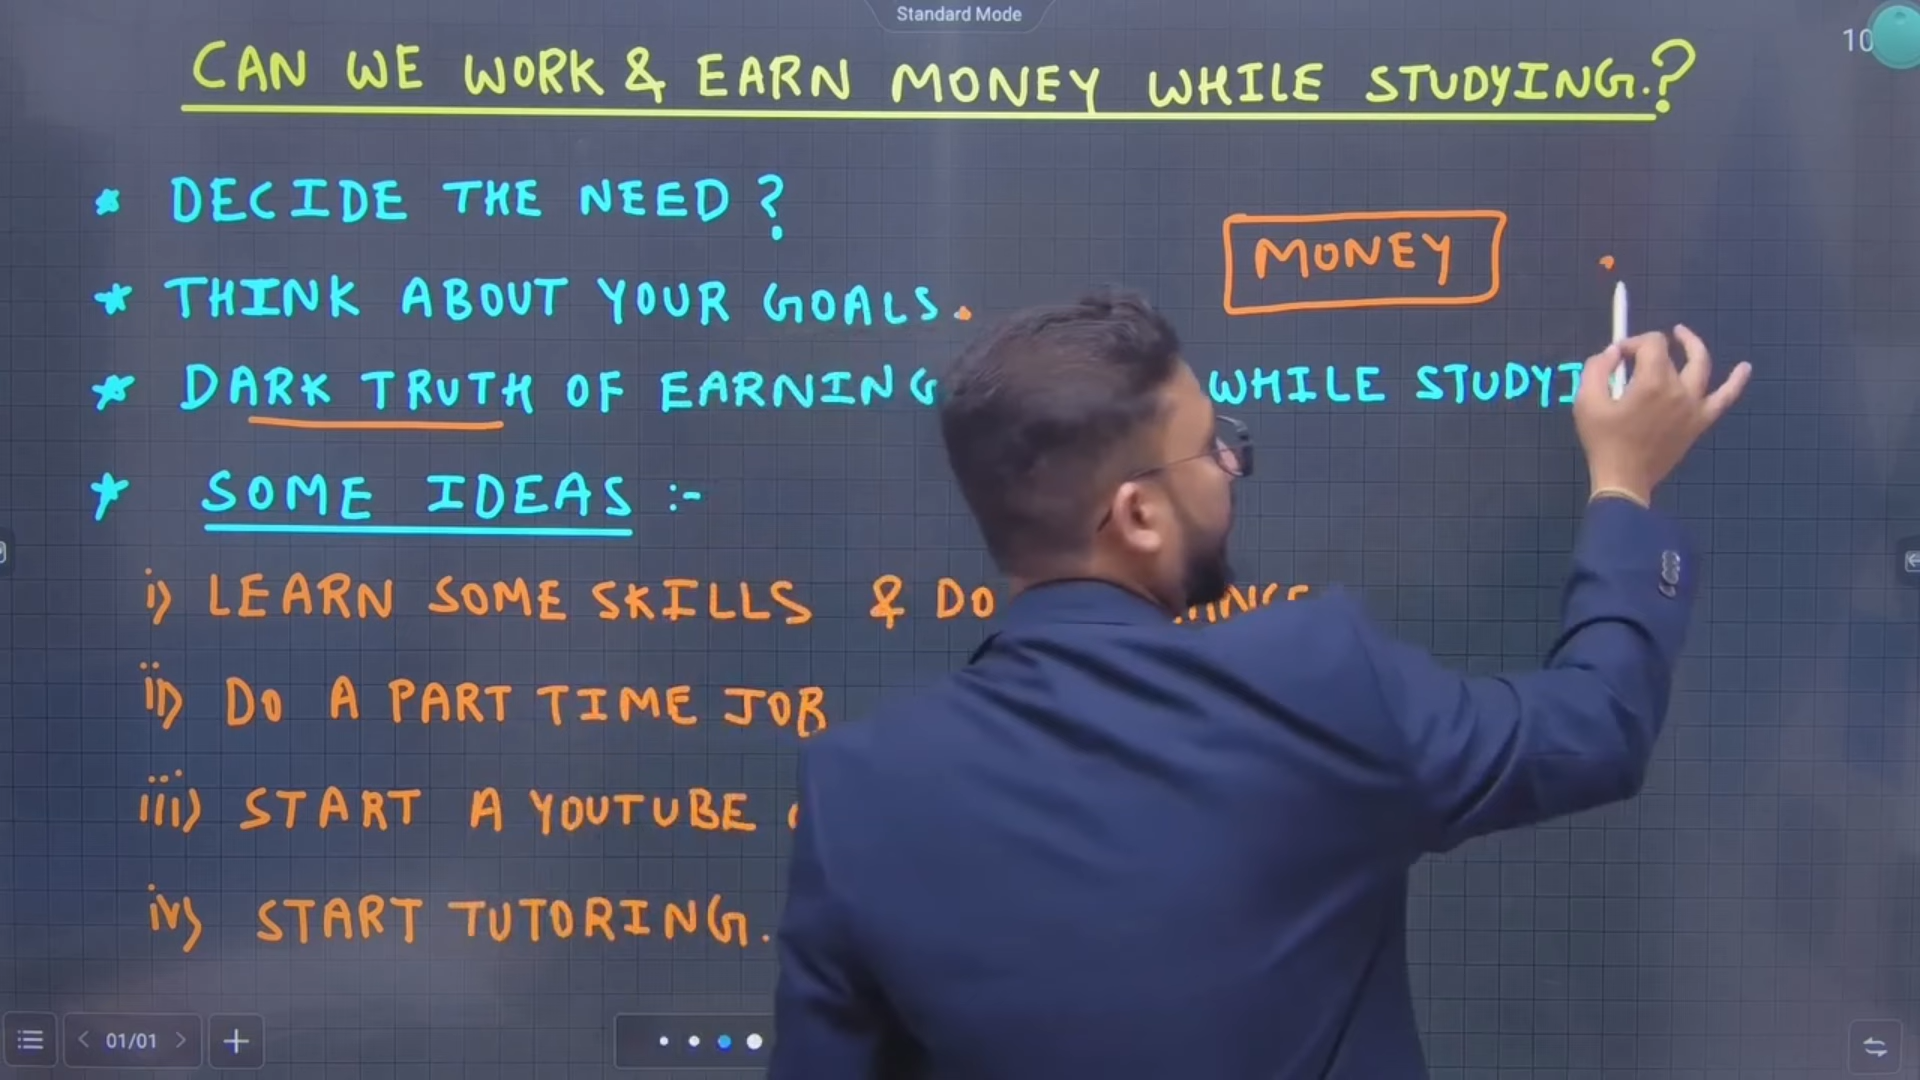 Standard Mode
10
CAN WE WORK & EARN MONEY WHILE STUDYING.?
* DECIDE THE NEED?
MONEY
* THINK ABOUT YOUR GOALS.
* DARK TRUTH OF EARNING WHILE
* SOME IDEAS :-
i) LEARN SOME SKILLS & DO
ii) DO A PART TIME JOB
iii) START A YOUTUBE
iv) START TUTORING.
01/01